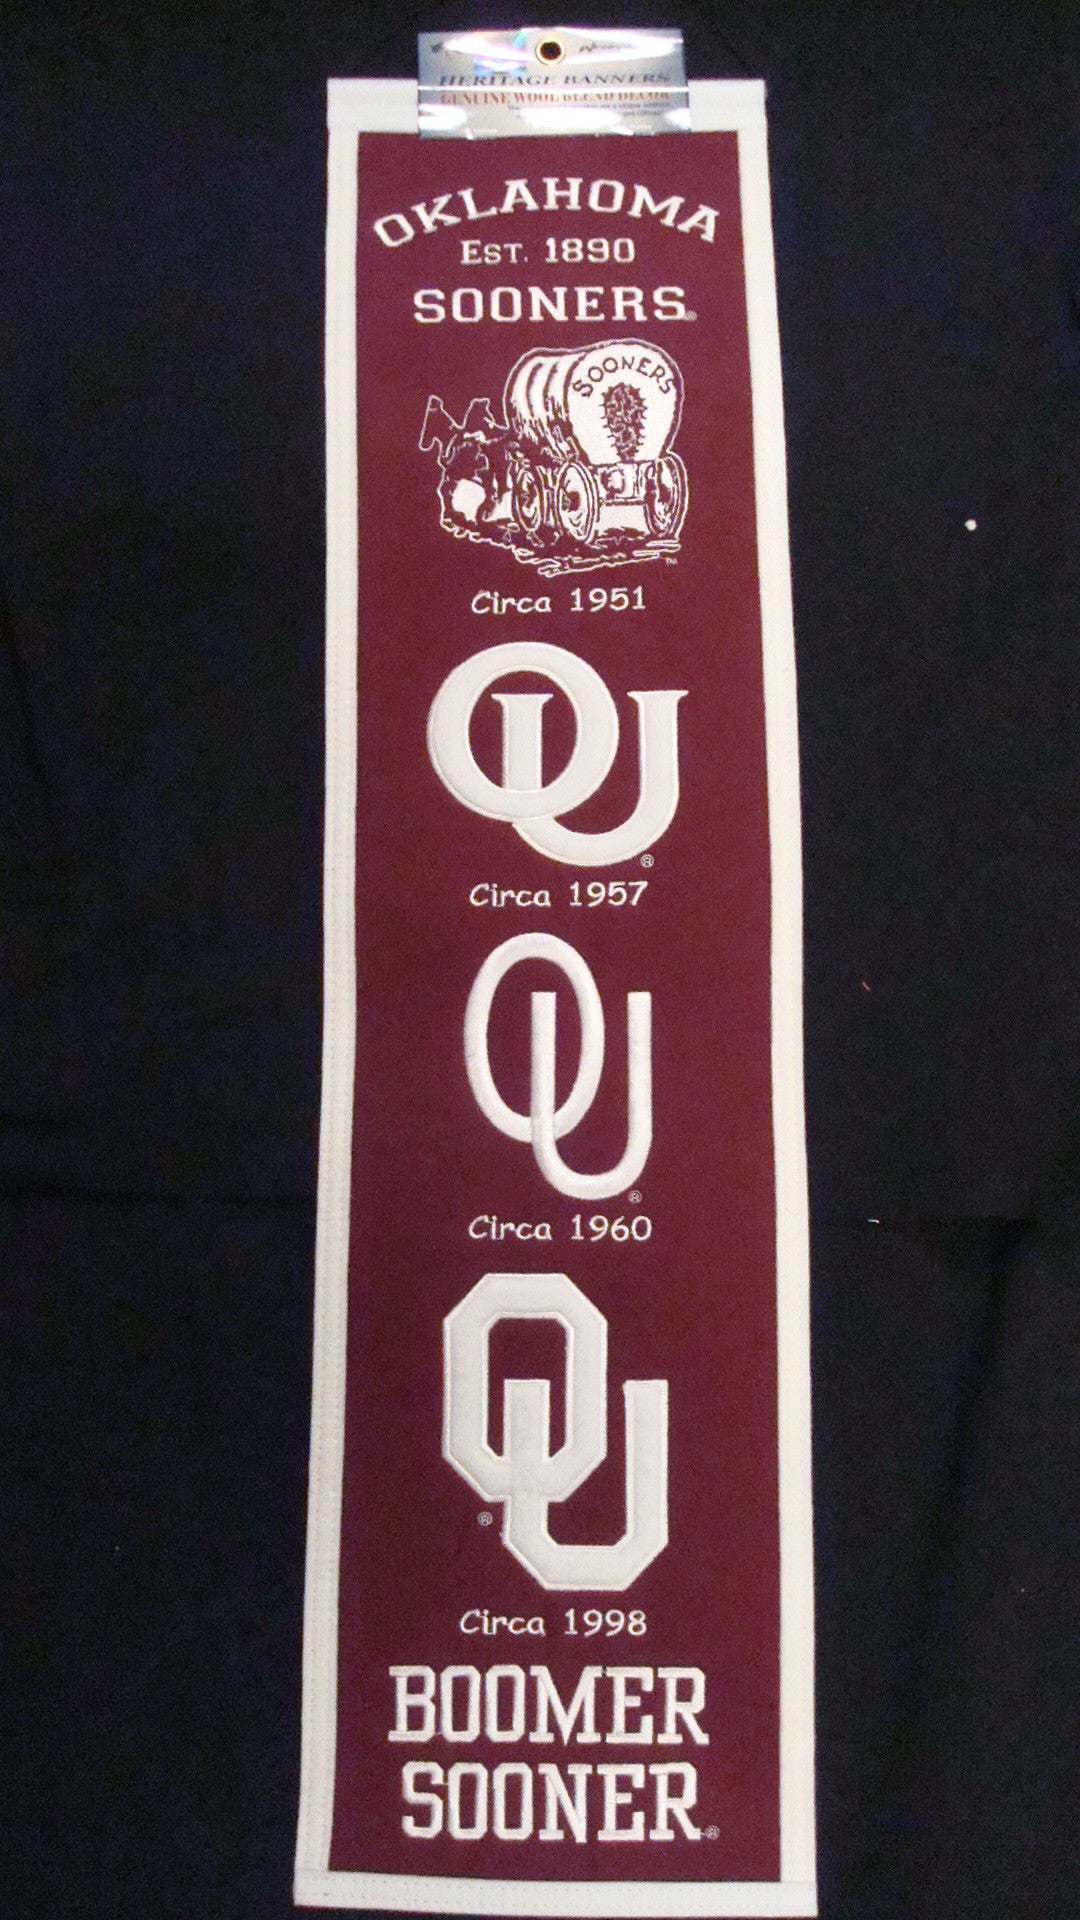 HERITAGE BANNERS
GENUINE WOOL BLEND DECOR
OKLAHOMA
EST. 1890
SOONERS®
SOONERS
TM
Circa 1951
OU®
Circa 1957
OU®
Circa 1960
OU
®
Circa 1998
BOOMER
SOONER®